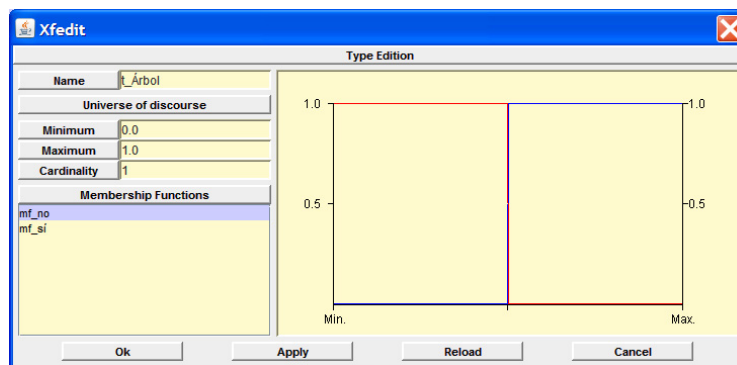 Xfedit
Type Edition
Name t_Árbol
Universe of discourse
Minimum 0.0
Maximum 1.0
Cardinality 1
Membership Functions
mf_no
mf_sí
1.0 1.0
0.5 0.5
Min. Max.
Ok Apply Reload Cancel